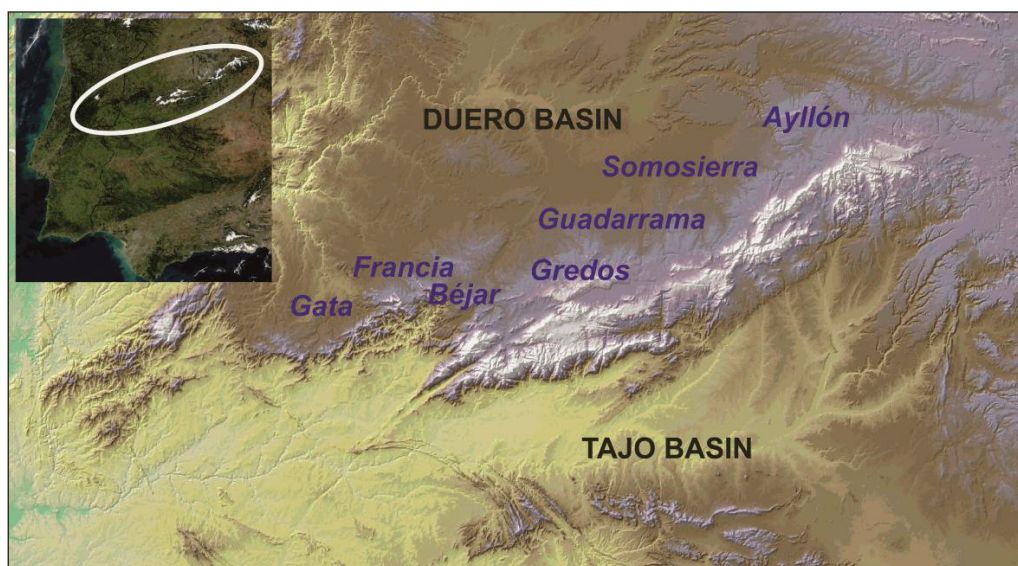 DUERO BASIN
Ayllón
Somosierra
Guadarrama
Francia
Gredos
Béjar
Gata
TAJO BASIN